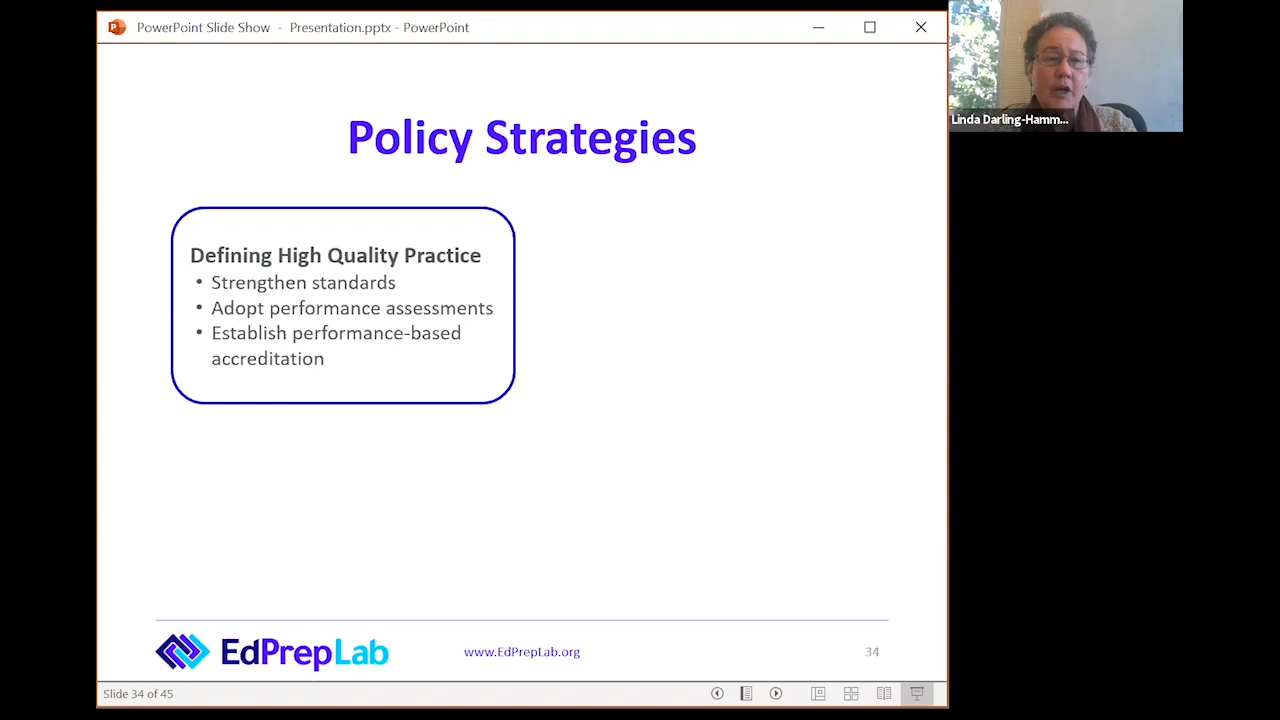 PowerPoint Slide Show - Presentation.pptx - PowerPoint
Linda Darling-Hamm...
Policy Strategies
Defining High Quality Practice
• Strengthen standards
• Adopt performance assessments
• Establish performance-based
accreditation
EdPrepLab
www.EdPrepLab.org
34
Slide 34 of 45